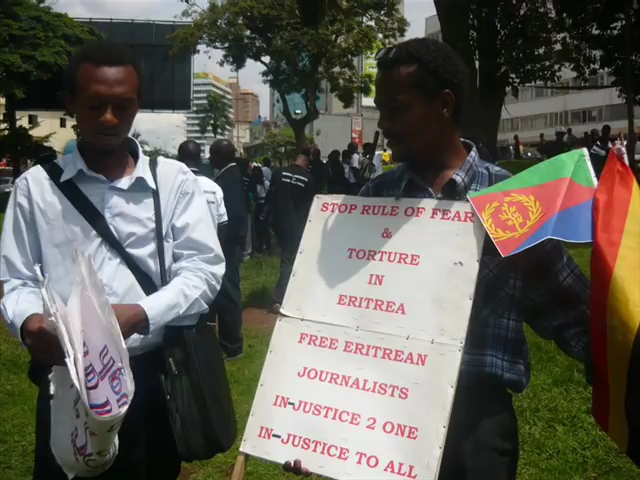 STOP RULE OF FEAR
&
TORTURE
IN
ERITREA
FREE ERITREAN
JOURNALISTS
IN-JUSTICE 2 ONE
IN-JUSTICE TO ALL